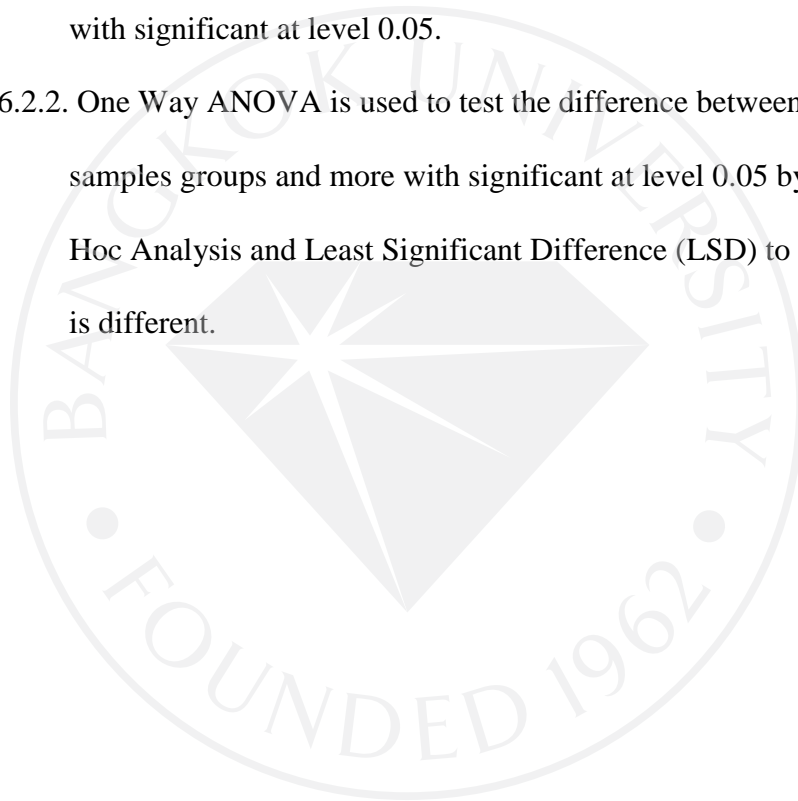 with significant at level 0.05.
6.2.2. One Way ANOVA is used to test the difference between
samples groups and more with significant at level 0.05 by
Hoc Analysis and Least Significant Difference (LSD) to
is different.
BANGKOK UNIVERSITY
• FOUNDED 1962 •